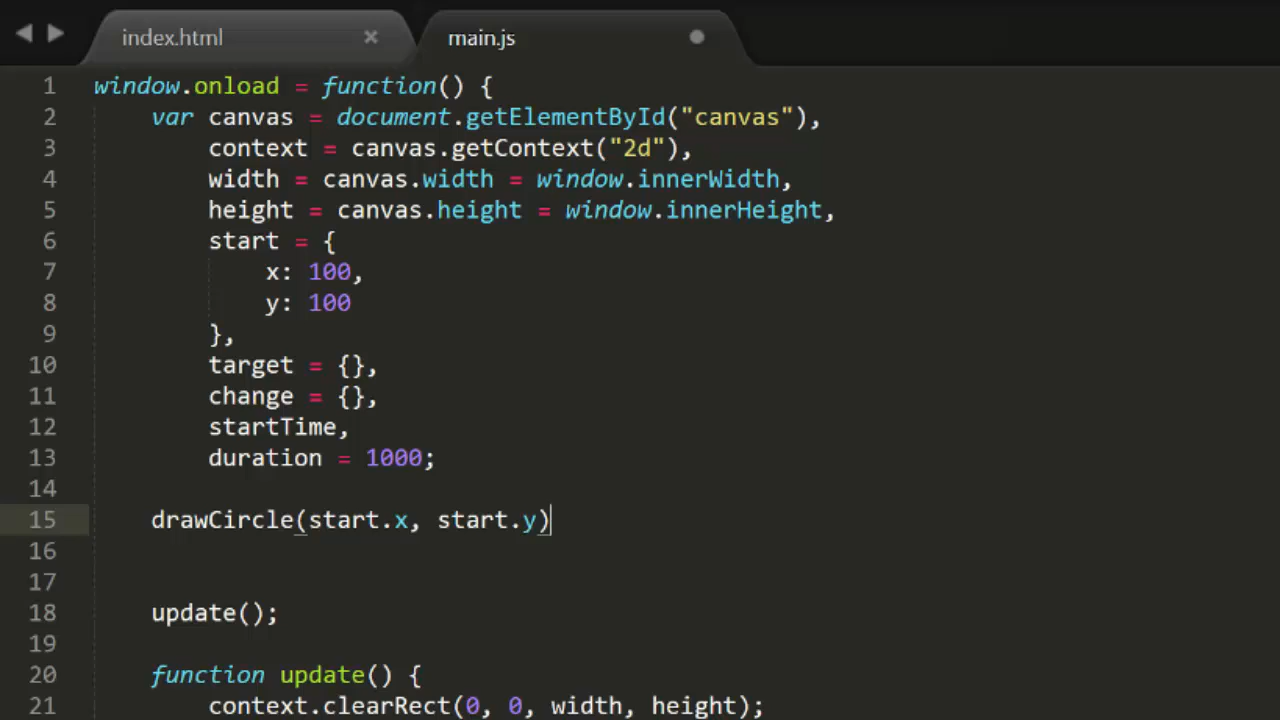 index.html
main.js
1 window.onload = function() {
2 var canvas = document.getElementById("canvas"),
3 context = canvas.getContext("2d"),
4 width = canvas.width = window.innerWidth,
5 height = canvas.height = window.innerHeight,
6 start = {
7 x: 100,
8 y: 100
9 },
10 target = {},
11 change = {},
12 startTime,
13 duration = 1000;
14
15 drawCircle(start.x, start.y)
16
17
18 update();
19
20 function update() {
21 context.clearRect(0, 0, width, height);